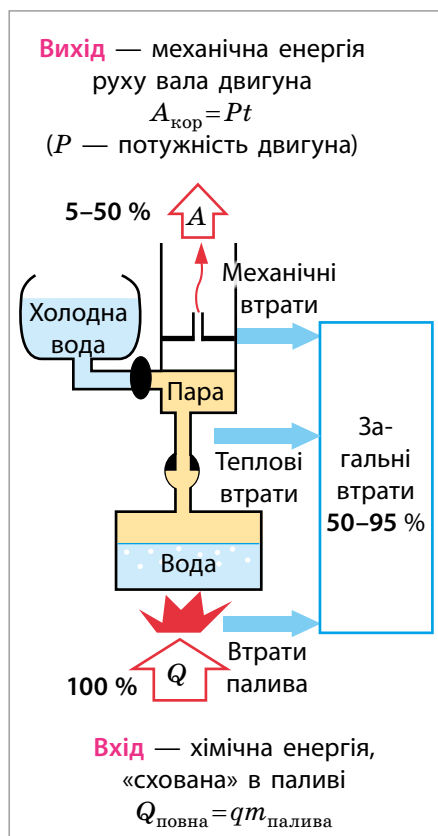 Вихід — механічна енергія
руху вала двигуна
Aкор=Pt
(P — потужність двигуна)
5–50 %
A
Механічні
втрати
Холодна
вода
Пара
За-
гальні
втрати
50–95 %
Теплові
втрати
Вода
Втрати
палива
100 %
Q
Вхід — хімічна енергія,
«схована» в паливі
Qповна=qmпалива